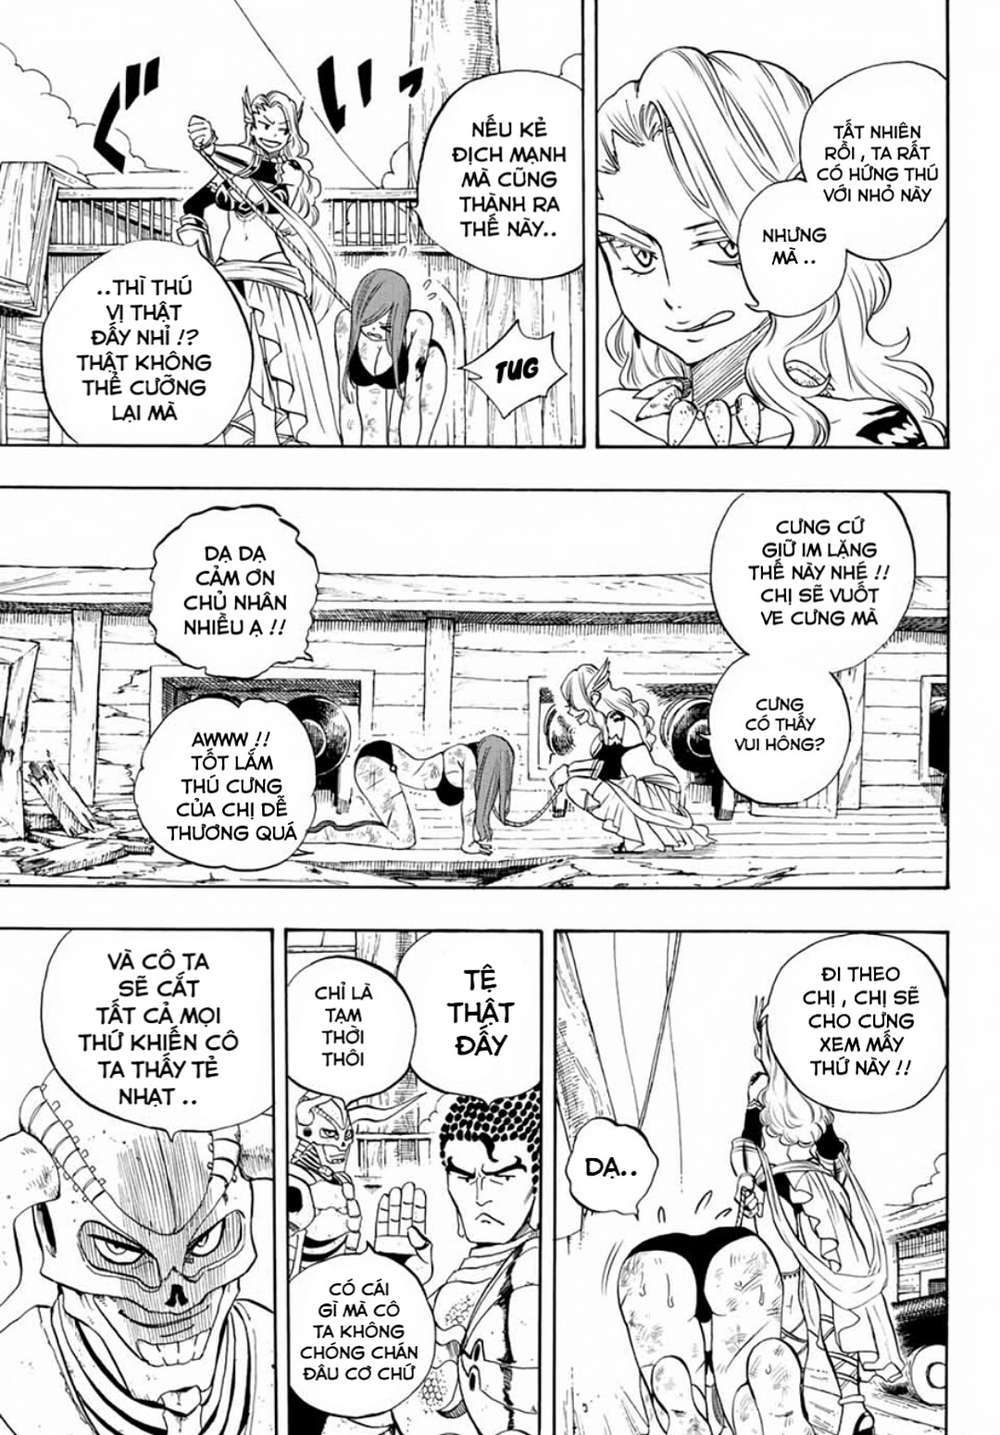 TẤT NHIÊN
RỒI , TA RẤT
CÓ HỨNG THÚ
VỚI NHỎ NÀY
NHƯNG
MÀ ..
NẾU KẺ
ĐỊCH MẠNH
MÀ CŨNG
THÀNH RA
THẾ NÀY..
..THÌ THÚ
VỊ THẬT
ĐẤY NHỈ !?
THẬT KHÔNG
THỂ CƯỠNG
LẠI MÀ
TUG
いっ
CƯNG CỨ
GIỮ IM LẶNG
THẾ NÀY NHÉ !!
CHỊ SẼ VUỐT
VE CƯNG MÀ
CƯNG
CÓ THẤY
VUI HÔNG?
DẠ DẠ
CẢM ƠN
CHỦ NHÂN
NHIỀU Ạ !!
AWWW !!
TỐT LẮM
THÚ CƯNG
CỦA CHỊ DỄ
THƯƠNG QUÁ
ĐI THEO
CHỊ , CHỊ SẼ
CHO CƯNG
XEM MẤY
THỨ NÀY !!
DẠ..
TỆ
THẬT
ĐẤY
CHỈ LÀ
TẠM
THỜI
THÔI
CÓ CÁI
GÌ MÀ CÔ
TA KHÔNG
CHÓNG CHÁN
ĐÂU CƠ CHỨ
VÀ CÔ TA
SẼ CẮT
TẤT CẢ MỌI
THỨ KHIẾN CÔ
TA THẤY TẺ
NHẠT ..